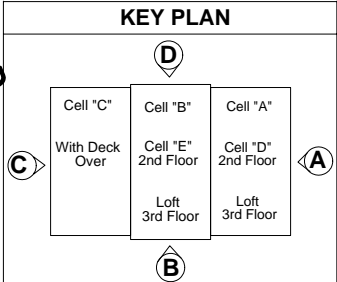 KEY PLAN
D
Cell "C"
With Deck
Over
Cell "B"
Cell "E"
2nd Floor
Loft
3rd Floor
Cell "A"
Cell "D"
2nd Floor
Loft
3rd Floor
C
A
B